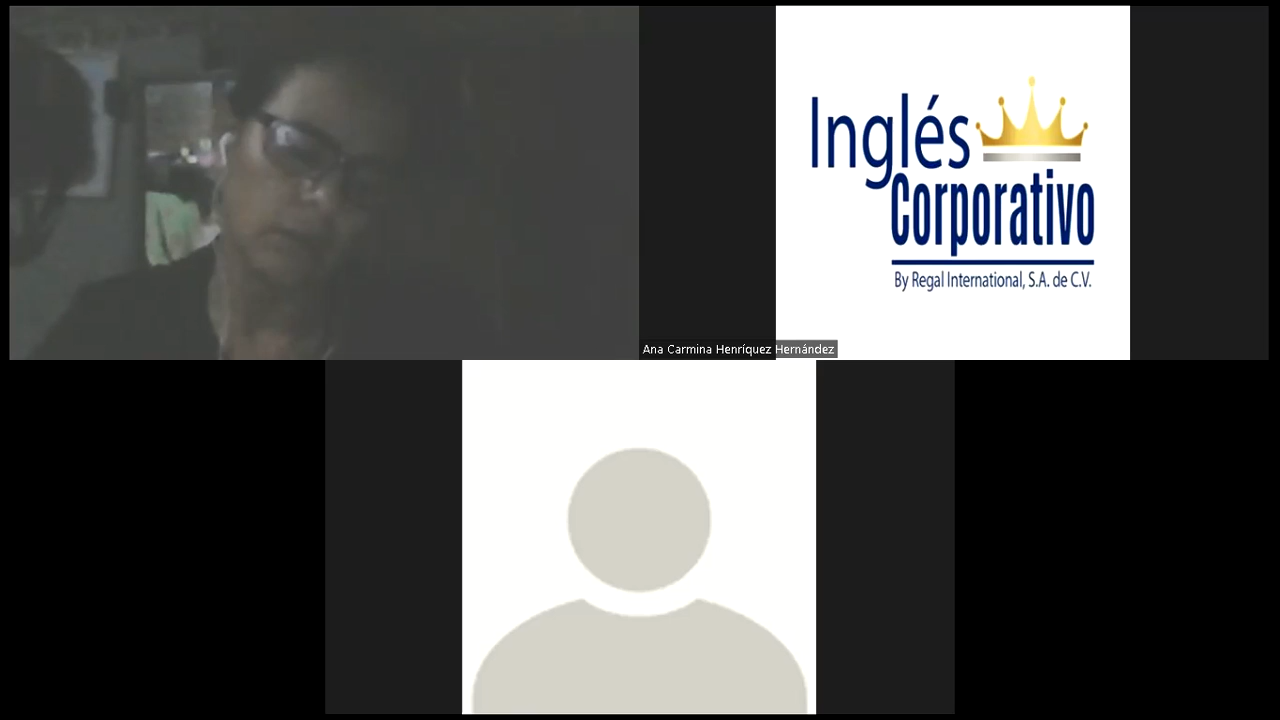 Inglés
Corporativo
By Regal International, S.A. de C.V.
Ana Carmina Henríquez Hernández